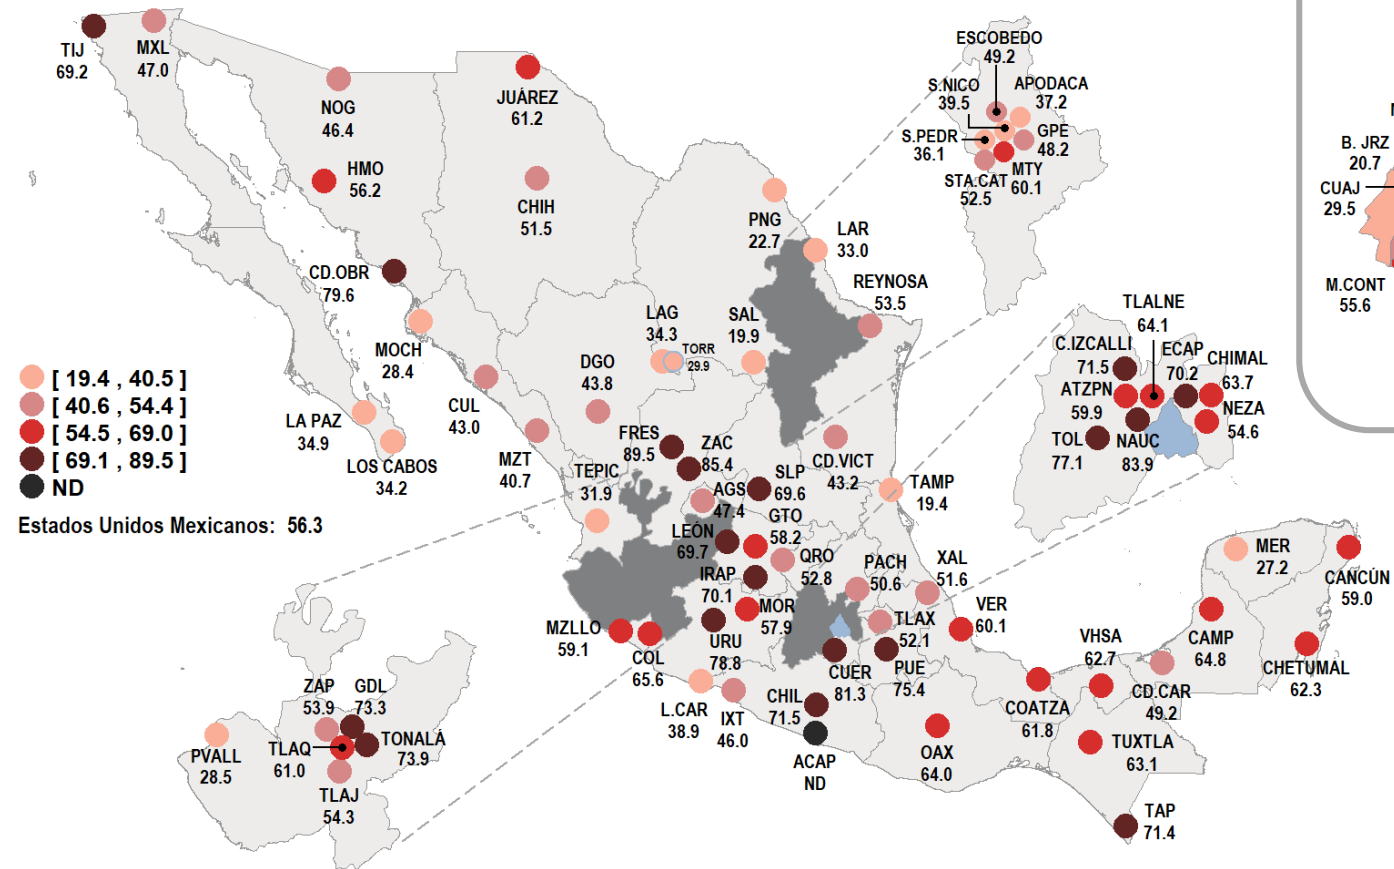 TIJ
69.2
MXL
47.0
NOG
46.4
HMO
56.2
JUÁREZ
61.2
CHIH
51.5
CD.OBR
79.6
MOCH
28.4
CUL
43.0
LA PAZ
34.9
LOS CABOS
34.2
MZT
40.7
DGO
43.8
LAG
34.3
TORR
29.9
SAL
19.9
PNG
22.7
LAR
33.0
REYNOSA
53.5
ESCOBEDO
49.2
S.NICO
39.5
APODACA
37.2
S.PEDR
36.1
GPE
48.2
MTY
60.1
STA.CAT
52.5
B. JRZ
20.7
CUAJ
29.5
M.CONT
55.6
TLALNE
64.1
C.IZCALLI
71.5
ECAP
70.2
CHIMAL
63.7
ATZPN
59.9
NEZA
54.6
TOL
77.1
NAUC
83.9
[ 19.4 , 40.5 ]
[ 40.6 , 54.4 ]
[ 54.5 , 69.0 ]
[ 69.1 , 89.5 ]
ND
Estados Unidos Mexicanos: 56.3
FRES
89.5
ZAC
85.4
TEPIC
31.9
AGS
47.4
SLP
69.6
CD.VICT
43.2
TAMP
19.4
LEÓN
69.7
GTO
58.2
QRO
52.8
IRAP
70.1
PACH
50.6
XAL
51.6
MOR
57.9
TLAX
52.1
VER
60.1
MZLLO
59.1
COL
65.6
URU
78.8
CUER
81.3
PUE
75.4
L.CAR
38.9
IXT
46.0
CHIL
71.5
ACAP
ND
OAX
64.0
COATZA
61.8
VHSA
62.7
CD.CAR
49.2
TUXTLA
63.1
TAP
71.4
MER
27.2
CANCÚN
59.0
CAMP
64.8
CHETUMAL
62.3
ZAP
53.9
GDL
73.3
PVALL
28.5
TLAQ
61.0
TONALÁ
73.9
TLAJ
54.3